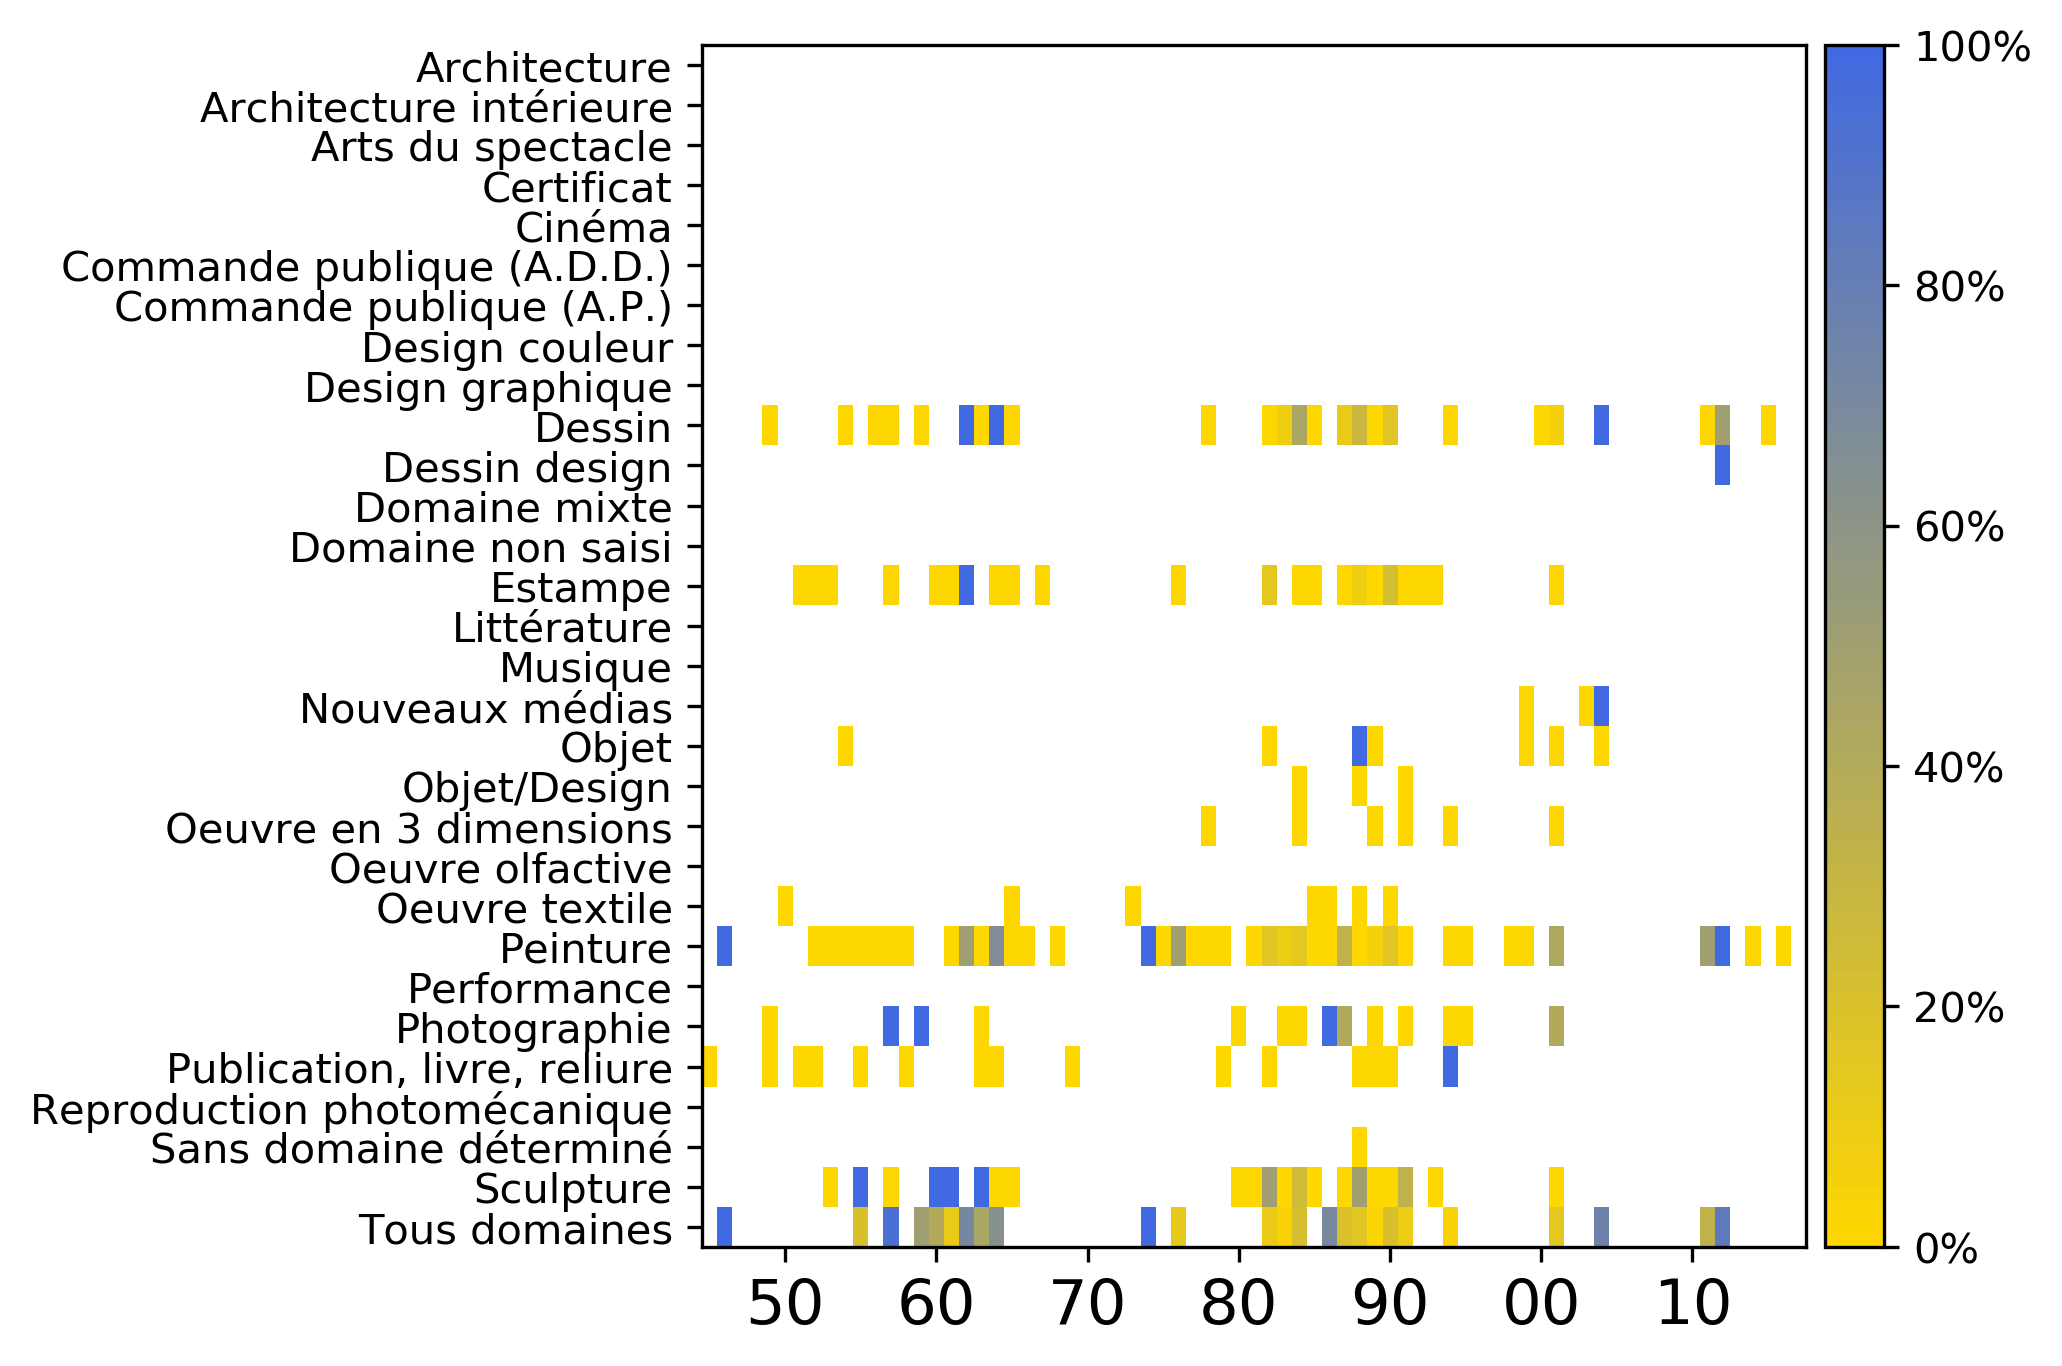 Architecture
Architecture intérieure
Arts du spectacle
Certificat
Cinéma
Commande publique (A.D.D.)
Commande publique (A.P.)
Design couleur
Design graphique
Dessin
Dessin design
Domaine mixte
Domaine non saisi
Estampe
Littérature
Musique
Nouveaux médias
Objet
Objet/Design
Oeuvre en 3 dimensions
Oeuvre olfactive
Oeuvre textile
Peinture
Performance
Photographie
Publication, livre, reliure
Reproduction photomécanique
Sans domaine déterminé
Sculpture
Tous domaines
50 60 70 80 90 00 10
100%
80%
60%
40%
20%
0%